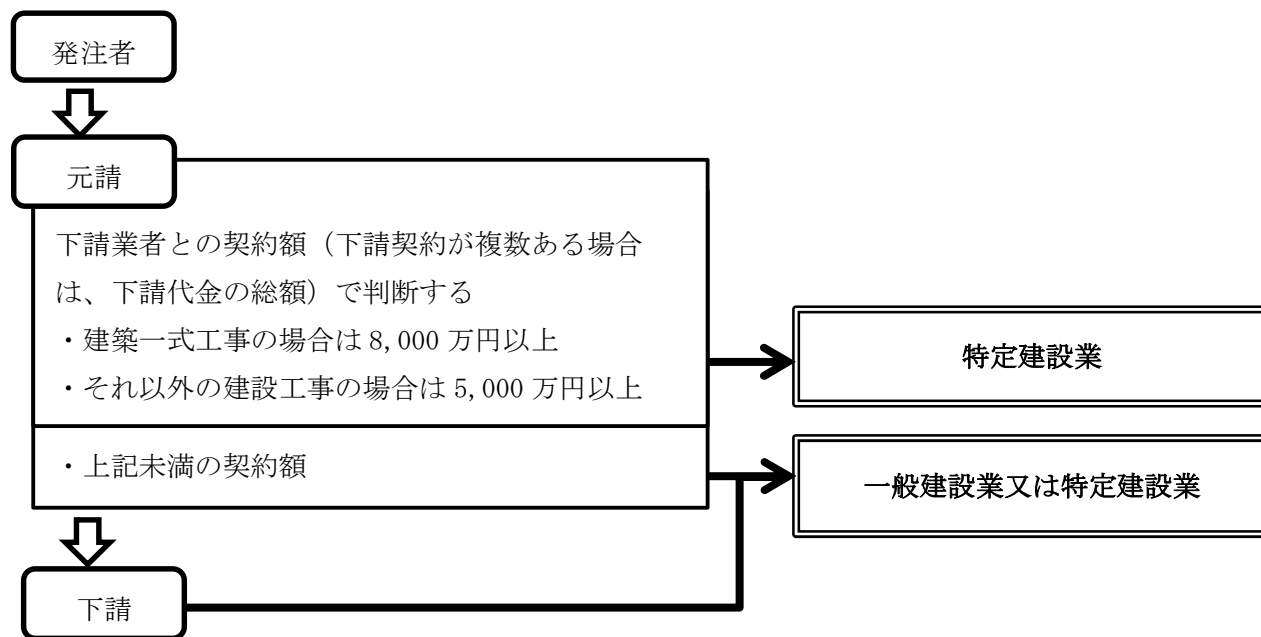 発注者
元請
下請業者との契約額（下請契約が複数ある場合
は、下請代金の総額）で判断する
・建築一式工事の場合は 8,000 万円以上
・それ以外の建設工事の場合は 5,000 万円以上
特定建設業
・上記未満の契約額
一般建設業又は特定建設業
下請